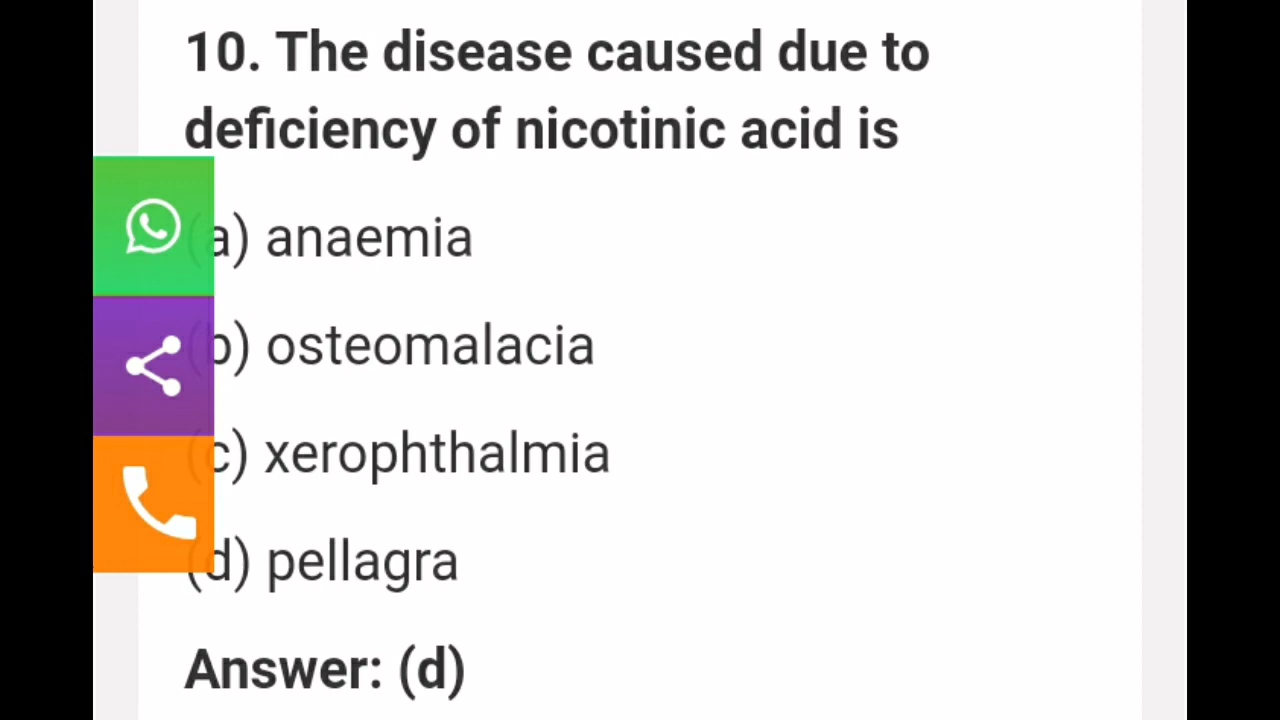 10. The disease caused due to
deficiency of nicotinic acid is
(a) anaemia
(b) osteomalacia
(c) xerophthalmia
(d) pellagra
Answer: (d)